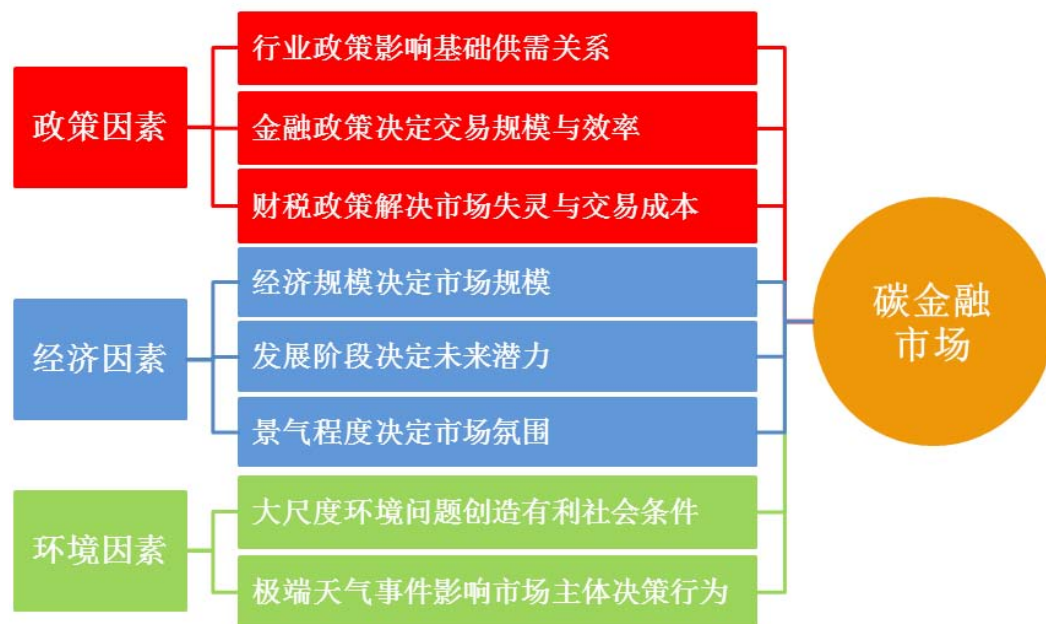 政策因素
行业政策影响基础供需关系
金融政策决定交易规模与效率
财税政策解决市场失灵与交易成本
经济因素
经济规模决定市场规模
发展阶段决定未来潜力
景气程度决定市场氛围
环境因素
大尺度环境问题创造有利社会条件
极端天气事件影响市场主体决策行为
碳金融
市场